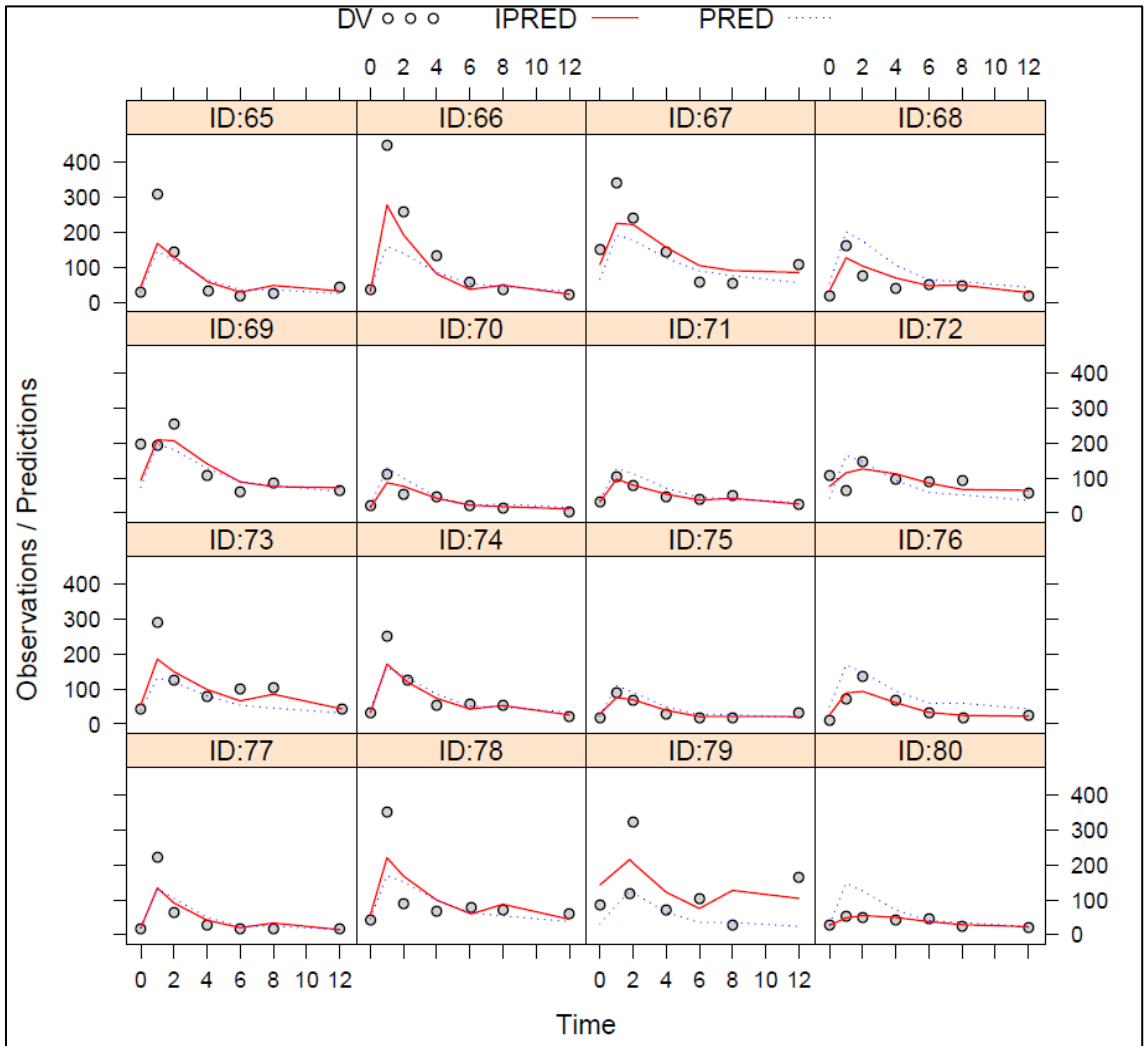 DV IPRED PRED
0 2 4 6 8 10 12 0 2 4 6 8 10 12
ID:65 ID:66 ID:67 ID:68
400
300
200
100
0
ID:69 ID:70 ID:71 ID:72
400
300
200
100
0
ID:73 ID:74 ID:75 ID:76
400
300
200
100
0
ID:77 ID:78 ID:79 ID:80
400
300
200
100
0
0 2 4 6 8 10 12 0 2 4 6 8 10 12
Time
Observations / Predictions